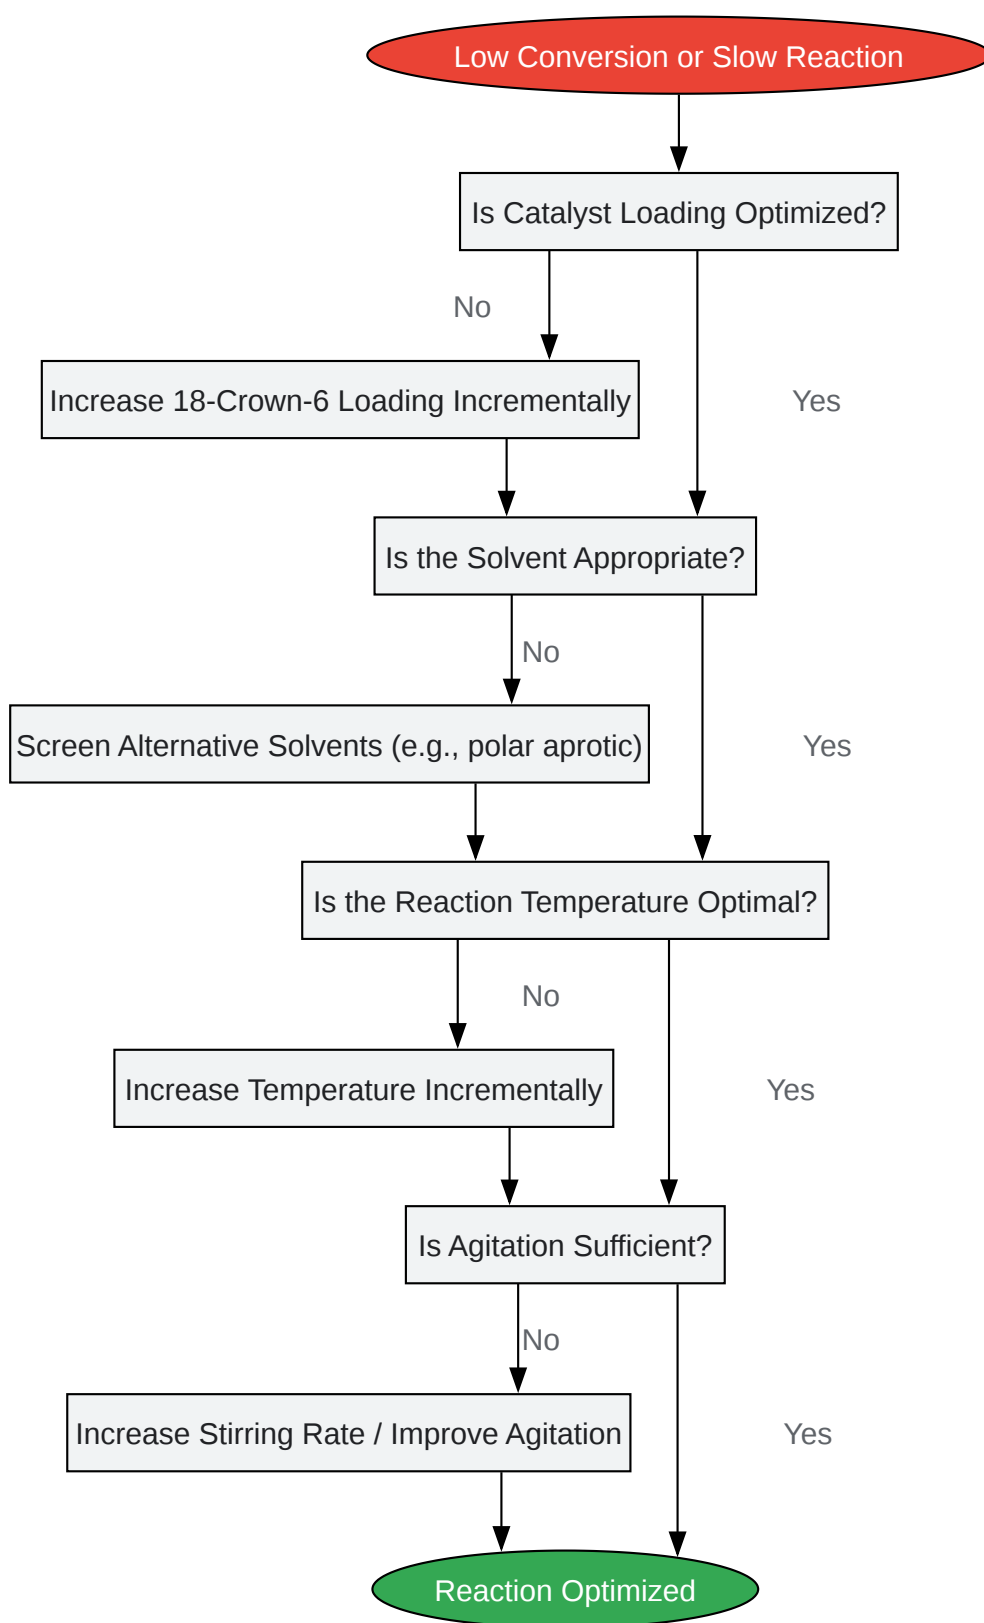 Low Conversion or Slow Reaction
Is Catalyst Loading Optimized?
No
Increase 18-Crown-6 Loading Incrementally
Yes
Is the Solvent Appropriate?
No
Screen Alternative Solvents (e.g., polar aprotic)
Yes
Is the Reaction Temperature Optimal?
No
Increase Temperature Incrementally
Yes
Is Agitation Sufficient?
No
Increase Stirring Rate / Improve Agitation
Yes
Reaction Optimized